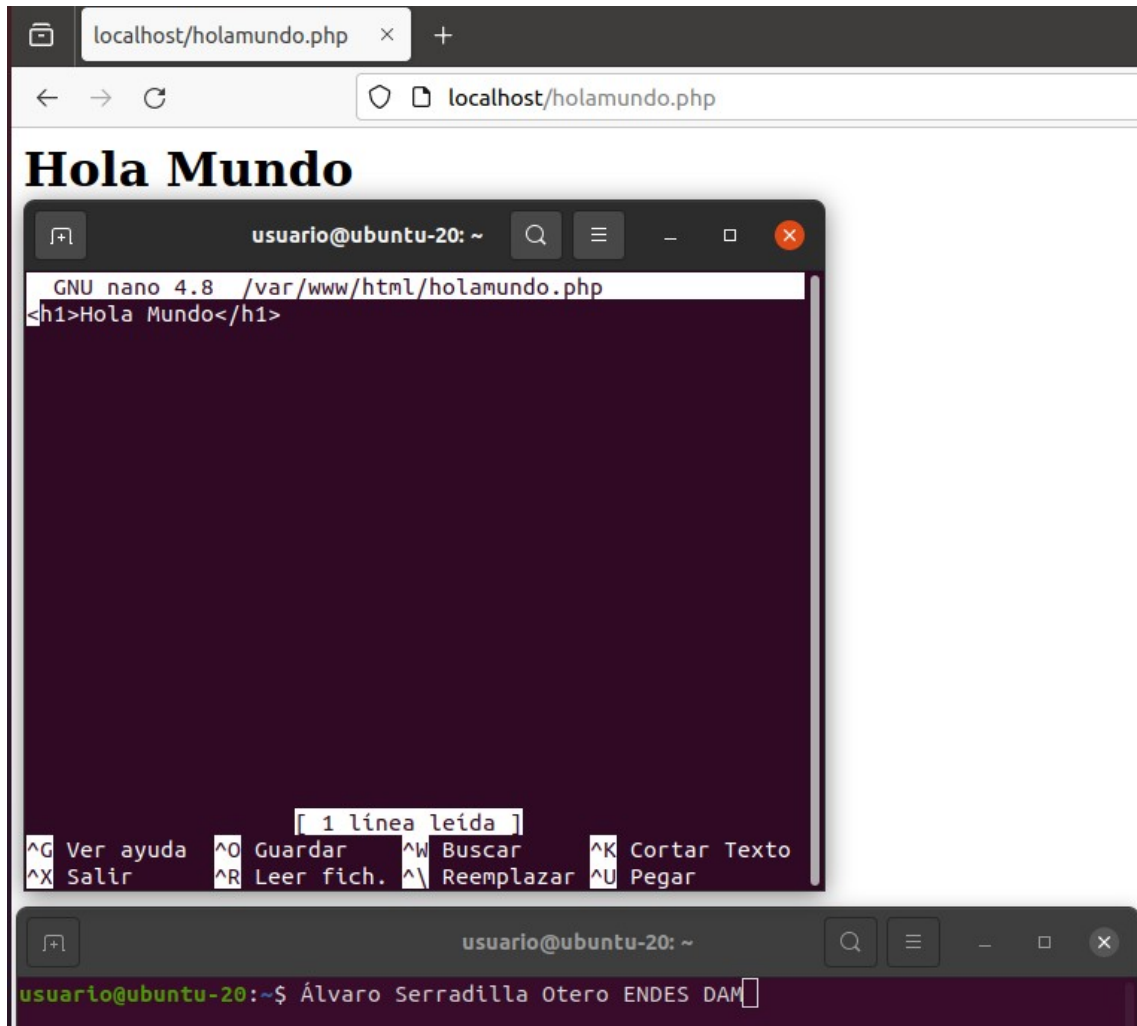 localhost/holamundo.php
localhost/holamundo.php
Hola Mundo
usuario@ubuntu-20: ~
GNU nano 4.8 /var/www/html/holamundo.php
<h1>Hola Mundo</h1>
[ 1 línea leída ]
^G Ver ayuda ^O Guardar ^W Buscar ^K Cortar Texto
^X Salir ^R Leer fich. ^\ Reemplazar ^U Pegar
usuario@ubuntu-20: ~
usuario@ubuntu-20:~$ Álvaro Serradilla Otero ENDES DAM